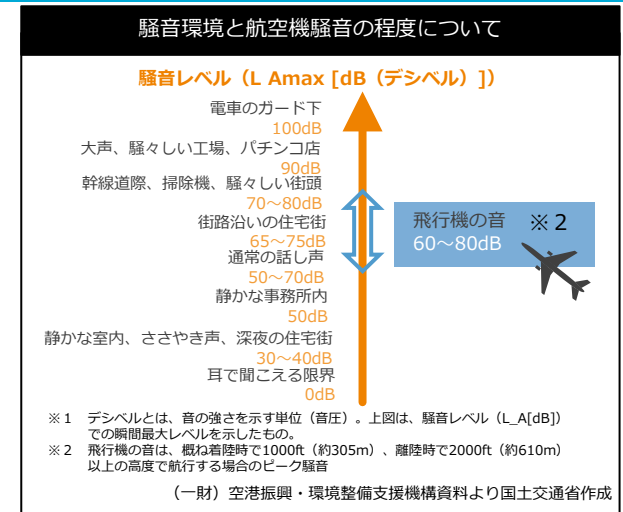 騒音環境と航空機騒音の程度について
騒音レベル（L Amax [dB（デシベル）]）
電車のガード下
100dB
大声、騒々しい工場、パチンコ店
90dB
幹線道際、掃除機、騒々しい街頭
70～80dB
街路沿いの住宅街
65～75dB
通常の話し声
50～70dB
静かな事務所内
50dB
静かな室内、ささやき声、深夜の住宅街
30～40dB
耳で聞こえる限界
0dB
飛行機の音 ※２
60～80dB
※１ デシベルとは、音の強さを示す単位（音圧）。上図は、騒音レベル（L_A[dB]）
での瞬間最大レベルを示したもの。
※２ 飛行機の音は、概ね着陸時で1000ft（約305m）、離陸時で2000ft（約610m）
以上の高度で航行する場合のピーク騒音
（一財）空港振興・環境整備支援機構資料より国土交通省作成